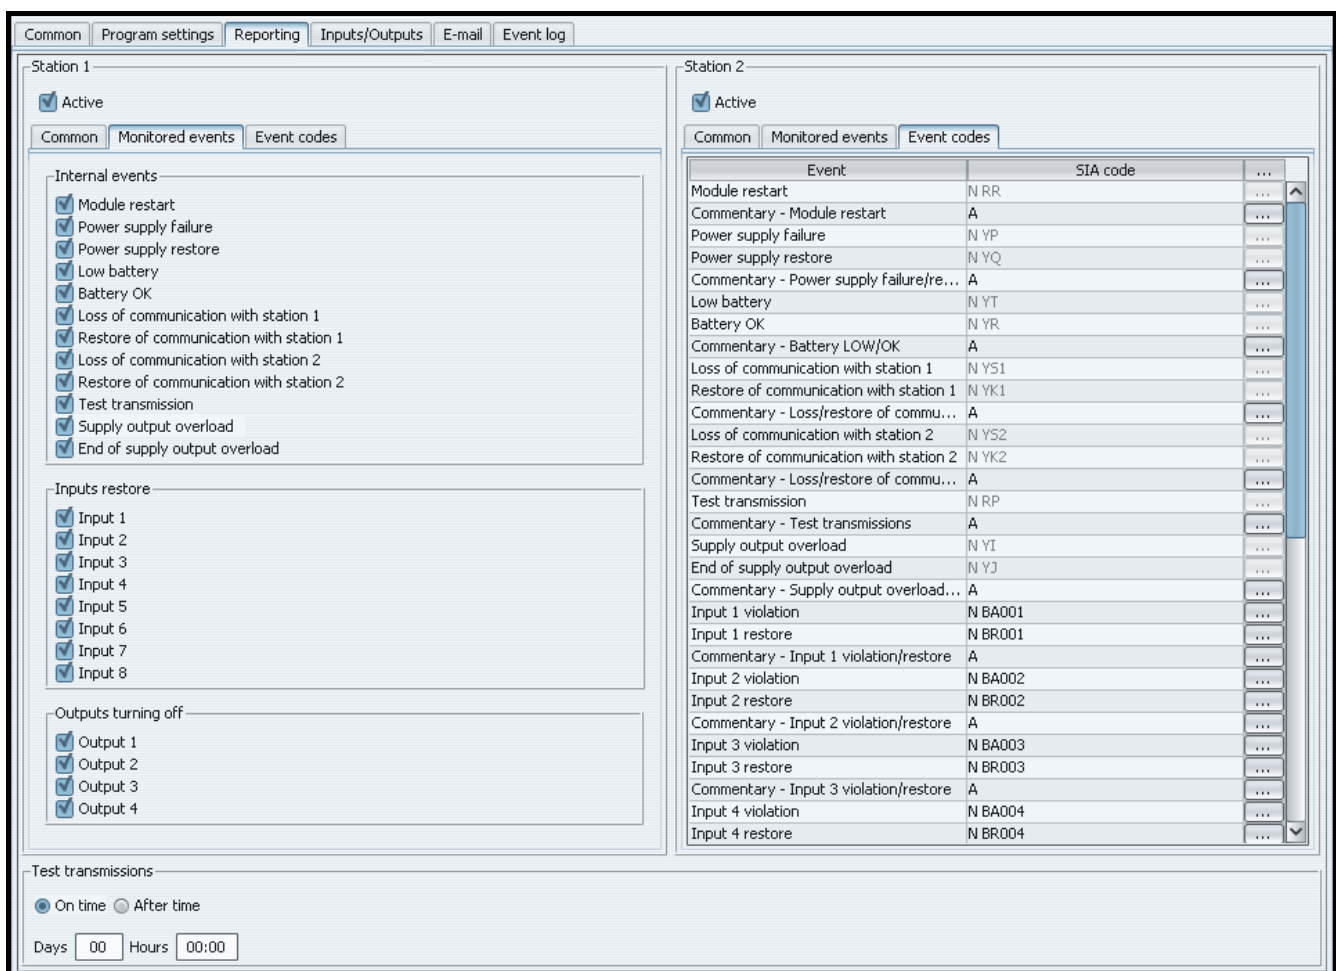 Common Program settings Reporting Inputs/Outputs E-mail Event log
Station 1
Active
Common Monitored events Event codes
Internal events
Module restart
Power supply failure
Power supply restore
Low battery
Battery OK
Loss of communication with station 1
Restore of communication with station 1
Loss of communication with station 2
Restore of communication with station 2
Test transmission
Supply output overload
End of supply output overload
Inputs restore
Input 1
Input 2
Input 3
Input 4
Input 5
Input 6
Input 7
Input 8
Outputs turning off
Output 1
Output 2
Output 3
Output 4
Station 2
Active
Common Monitored events Event codes
Event SIA code ...
Module restart N RR ...
Commentary - Module restart A ...
Power supply failure N YP ...
Power supply restore N YQ ...
Commentary - Power supply failure/re... A ...
Low battery N YT ...
Battery OK N YR ...
Commentary - Battery LOW/OK A ...
Loss of communication with station 1 N YS1 ...
Restore of communication with station 1 N YK1 ...
Commentary - Loss/restore of commu... A ...
Loss of communication with station 2 N YS2 ...
Restore of communication with station 2 N YK2 ...
Commentary - Loss/restore of commu... A ...
Test transmission N RP ...
Commentary - Test transmissions A ...
Supply output overload N YI ...
End of supply output overload N YJ ...
Commentary - Supply output overload... A ...
Input 1 violation N BA001 ...
Input 1 restore N BR001 ...
Commentary - Input 1 violation/restore A ...
Input 2 violation N BA002 ...
Input 2 restore N BR002 ...
Commentary - Input 2 violation/restore A ...
Input 3 violation N BA003 ...
Input 3 restore N BR003 ...
Commentary - Input 3 violation/restore A ...
Input 4 violation N BA004 ...
Input 4 restore N BR004 ...
Test transmissions
On time After time
Days 00 Hours 00:00